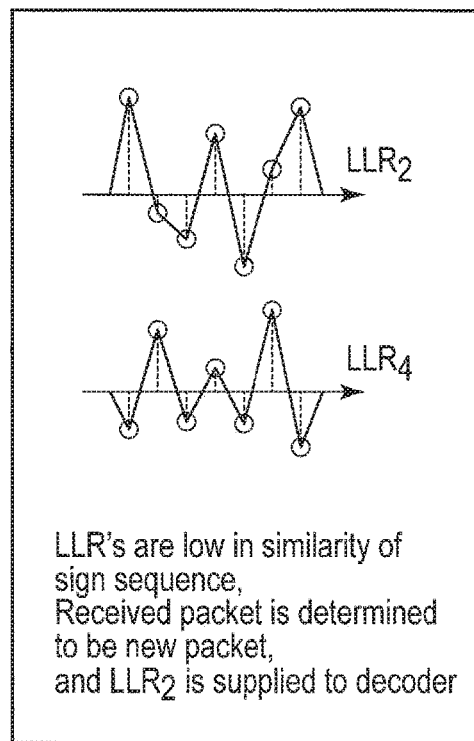 LLR2
LLR4
LLR's are low in similarity of
sign sequence,
Received packet is determined
to be new packet,
and LLR2 is supplied to decoder